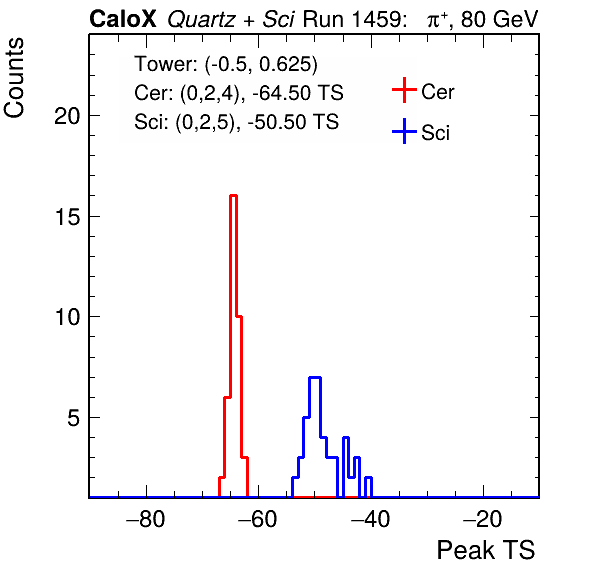 CaloX Quartz + Sci Run 1459: π⁺, 80 GeV
Counts
Tower: (-0.5, 0.625)
Cer: (0,2,4), -64.50 TS
Sci: (0,2,5), -50.50 TS
Cer
Sci
20
15
10
5
−80 −60 −40 −20
Peak TS